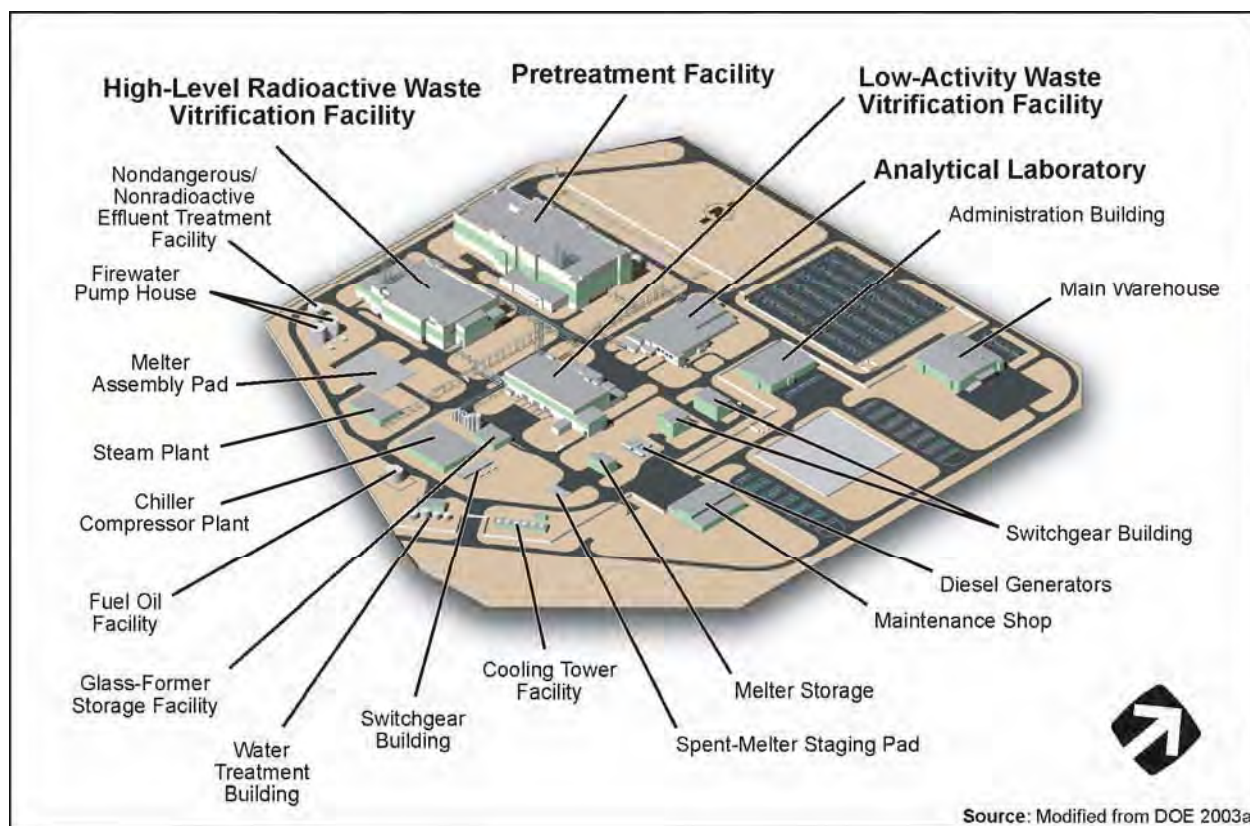 High-Level Radioactive Waste
Vitrification Facility
Pretreatment Facility
Low-Activity Waste
Vitrification Facility
Analytical Laboratory
Administration Building
Main Warehouse
Nondangerous/
Nonradioactive
Effluent Treatment
Facility
Firewater
Pump House
Melter
Assembly Pad
Steam Plant
Chiller
Compressor Plant
Fuel Oil
Facility
Glass-Former
Storage Facility
Water
Treatment
Building
Switchgear
Building
Cooling Tower
Facility
Spent-Melter Staging Pad
Melter Storage
Maintenance Shop
Diesel Generators
Switchgear Building
Source: Modified from DOE 2003a